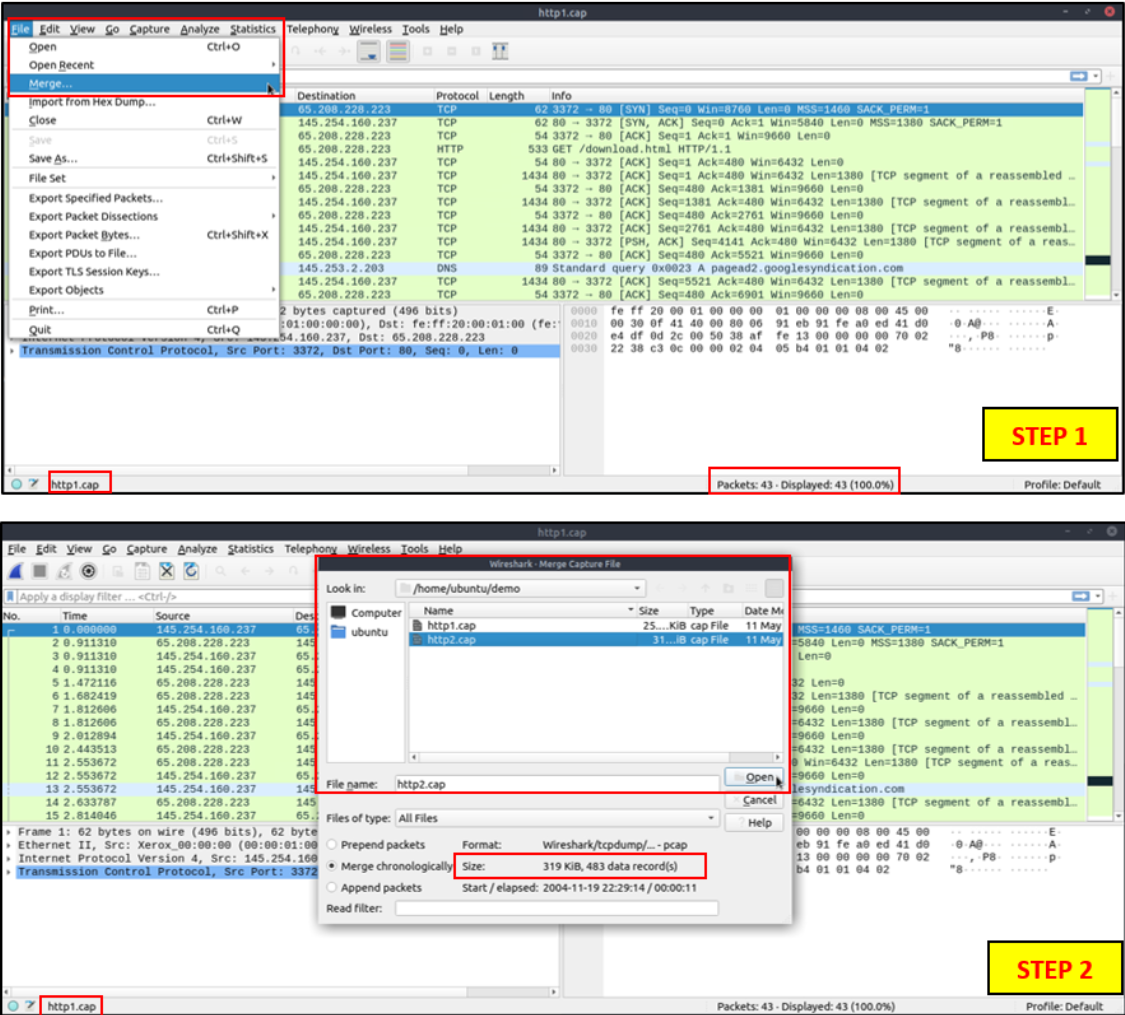 http1.cap
File Edit View Go Capture Analyze Statistics Telephony Wireless Tools Help
Open Ctrl+O
Open Recent
Merge...
Import from Hex Dump...
Close Ctrl+W
Save Ctrl+S
Save As... Ctrl+Shift+S
File Set
Export Specified Packets...
Export Packet Dissections
Export Packet Bytes... Ctrl+Shift+X
Export PDUs to File...
Export TLS Session Keys...
Export Objects
Print... Ctrl+P
Quit Ctrl+Q
Destination Protocol Length Info
65.208.228.223 TCP 62 3372 → 80 [SYN] Seq=0 Win=8760 Len=0 MSS=1460 SACK_PERM=1
145.254.160.237 TCP 62 80 → 3372 [SYN, ACK] Seq=0 Ack=1 Win=5840 Len=0 MSS=1380 SACK_PERM=1
65.208.228.223 TCP 54 3372 → 80 [ACK] Seq=1 Ack=1 Win=9660 Len=0
65.208.228.223 HTTP 533 GET /download.html HTTP/1.1
145.254.160.237 TCP 54 80 → 3372 [ACK] Seq=1 Ack=480 Win=6432 Len=0
145.254.160.237 TCP 1434 80 → 3372 [ACK] Seq=1 Ack=480 Win=6432 Len=1380 [TCP segment of a reassembled …
65.208.228.223 TCP 54 3372 → 80 [ACK] Seq=480 Ack=1381 Win=9660 Len=0
145.254.160.237 TCP 1434 80 → 3372 [ACK] Seq=1381 Ack=480 Win=6432 Len=1380 [TCP segment of a reassembl…
65.208.228.223 TCP 54 3372 → 80 [ACK] Seq=480 Ack=2761 Win=9660 Len=0
145.254.160.237 TCP 1434 80 → 3372 [ACK] Seq=2761 Ack=480 Win=6432 Len=1380 [TCP segment of a reassembl…
145.254.160.237 TCP 1434 80 → 3372 [PSH, ACK] Seq=4141 Ack=480 Win=6432 Len=1380 [TCP segment of a reas…
65.208.228.223 TCP 54 3372 → 80 [ACK] Seq=480 Ack=5521 Win=9660 Len=0
145.253.2.203 DNS 89 Standard query 0x0023 A pagead2.googlesyndication.com
145.254.160.237 TCP 1434 80 → 3372 [ACK] Seq=5521 Ack=480 Win=6432 Len=1380 [TCP segment of a reassembl…
65.208.228.223 TCP 54 3372 → 80 [ACK] Seq=480 Ack=6901 Win=9660 Len=0
2 bytes captured (496 bits)
:01:00:00:00), Dst: fe:ff:20:00:01:00 (fe:
254.160.237, Dst: 65.208.228.223
Transmission Control Protocol, Src Port: 3372, Dst Port: 80, Seq: 0, Len: 0
0000 fe ff 20 00 01 00 00 00 01 00 00 00 08 00 45 00 ·· ····· ······E·
0010 00 30 0f 41 40 00 80 06 91 eb 91 fe a0 ed 41 d0 ·0·A@··· ······A·
0020 e4 df 0d 2c 00 50 38 af fe 13 00 00 00 00 70 02 ···,·P8· ······p·
0030 22 38 c3 0c 00 00 02 04 05 b4 01 01 04 02 "8······ ······
STEP 1
http1.cap
Packets: 43 · Displayed: 43 (100.0%)
Profile: Default
http1.cap
File Edit View Go Capture Analyze Statistics Telephony Wireless Tools Help
Apply a display filter … <Ctrl-/>
No. Time Source Des
1 0.000000 145.254.160.237 65.
2 0.911310 65.208.228.223 145
3 0.911310 145.254.160.237 65.
4 0.911310 145.254.160.237 65.
5 1.472116 65.208.228.223 145
6 1.682419 65.208.228.223 145
7 1.812606 145.254.160.237 65.
8 1.812606 65.208.228.223 145
9 2.012894 145.254.160.237 65.
10 2.443513 65.208.228.223 145
11 2.553672 65.208.228.223 145
12 2.553672 145.254.160.237 65.
13 2.553672 145.254.160.237 145
14 2.633787 65.208.228.223 145
15 2.814046 145.254.160.237 65.
MSS=1460 SACK_PERM=1
=5840 Len=0 MSS=1380 SACK_PERM=1
Len=0
32 Len=0
32 Len=1380 [TCP segment of a reassembled …
=9660 Len=0
=6432 Len=1380 [TCP segment of a reassembl…
=9660 Len=0
=6432 Len=1380 [TCP segment of a reassembl…
0 Win=6432 Len=1380 [TCP segment of a reas…
=9660 Len=0
lesyndication.com
=6432 Len=1380 [TCP segment of a reassembl…
=9660 Len=0
Wireshark · Merge Capture File
Look in: /home/ubuntu/demo
Computer
ubuntu
Name Size Type Date Mo
http1.cap 25....KiB cap File 11 May
http2.cap 31...iB cap File 11 May
File name: http2.cap
Open
Cancel
Files of type: All Files
Help
Prepend packets Format: Wireshark/tcpdump/... - pcap
Merge chronologically Size: 319 KiB, 483 data record(s)
Append packets Start / elapsed: 2004-11-19 22:29:14 / 00:00:11
Read filter:
Frame 1: 62 bytes on wire (496 bits), 62 byte
Ethernet II, Src: Xerox_00:00:00 (00:00:01:00
Internet Protocol Version 4, Src: 145.254.160
Transmission Control Protocol, Src Port: 3372
00 00 00 08 00 45 00 ·· ····· ······E·
eb 91 fe a0 ed 41 d0 ·0·A@··· ······A·
13 00 00 00 00 70 02 ···,·P8· ······p·
b4 01 01 04 02 "8······ ······
STEP 2
http1.cap
Packets: 43 · Displayed: 43 (100.0%)
Profile: Default